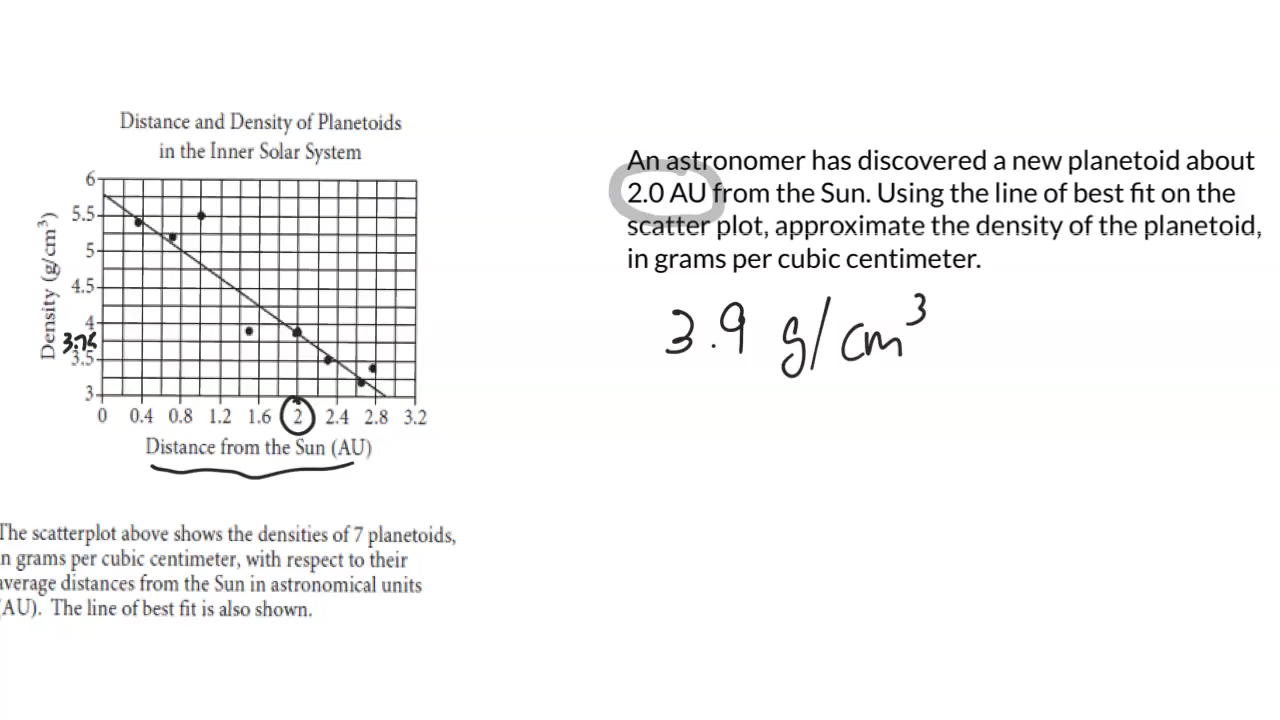 Distance and Density of Planetoids
in the Inner Solar System
An astronomer has discovered a new planetoid about
2.0 AU from the Sun. Using the line of best fit on the
scatter plot, approximate the density of the planetoid,
in grams per cubic centimeter.
3.9 g/cm³
Density (g/cm³)
6
5.5
5
4.5
4
3.75
3.5
3
0 0.4 0.8 1.2 1.6 2 2.4 2.8 3.2
Distance from the Sun (AU)
The scatterplot above shows the densities of 7 planetoids,
n grams per cubic centimeter, with respect to their
average distances from the Sun in astronomical units
(AU). The line of best fit is also shown.